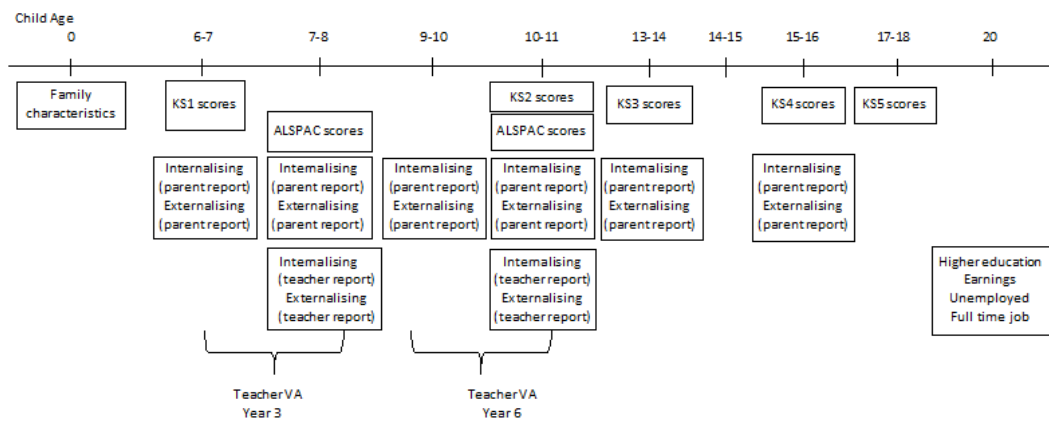 Child Age
0
6-7
7-8
9-10
10-11
13-14
14-15
15-16
17-18
20
Family
characteristics
KS1 scores
KS2 scores
KS3 scores
KS4 scores
KS5 scores
ALSPAC scores
ALSPAC scores
Internalising
(parent report)
Externalising
(parent report)
Internalising
(parent report)
Externalising
(parent report)
Internalising
(parent report)
Externalising
(parent report)
Internalising
(parent report)
Externalising
(parent report)
Internalising
(parent report)
Externalising
(parent report)
Internalising
(parent report)
Externalising
(parent report)
Internalising
(teacher report)
Externalising
(teacher report)
Internalising
(teacher report)
Externalising
(teacher report)
Higher education
Earnings
Unemployed
Full time job
Teacher VA
Year 3
Teacher VA
Year 6